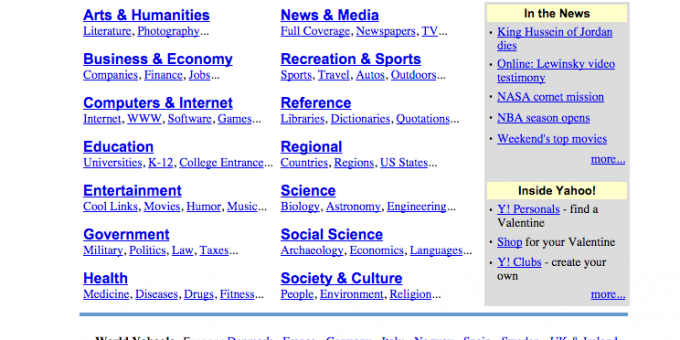 Arts & Humanities
Literature, Photography...
Business & Economy
Companies, Finance, Jobs...
Computers & Internet
Internet, WWW, Software, Games...
Education
Universities, K-12, College Entrance...
Entertainment
Cool Links, Movies, Humor, Music...
Government
Military, Politics, Law, Taxes...
Health
Medicine, Diseases, Drugs, Fitness...
News & Media
Full Coverage, Newspapers, TV...
Recreation & Sports
Sports, Travel, Autos, Outdoors...
Reference
Libraries, Dictionaries, Quotations...
Regional
Countries, Regions, US States...
Science
Biology, Astronomy, Engineering...
Social Science
Archaeology, Economics, Languages...
Society & Culture
People, Environment, Religion...
In the News
• King Hussein of Jordan
dies
• Online: Lewinsky video
testimony
• NASA comet mission
• NBA season opens
• Weekend's top movies
more...
Inside Yahoo!
• Y! Personals - find a
Valentine
• Shop for your Valentine
• Y! Clubs - create your
own
more...
World Yahoo!s Europe: Denmark France Germany Italy Norway Spain Sweden UK & Ireland